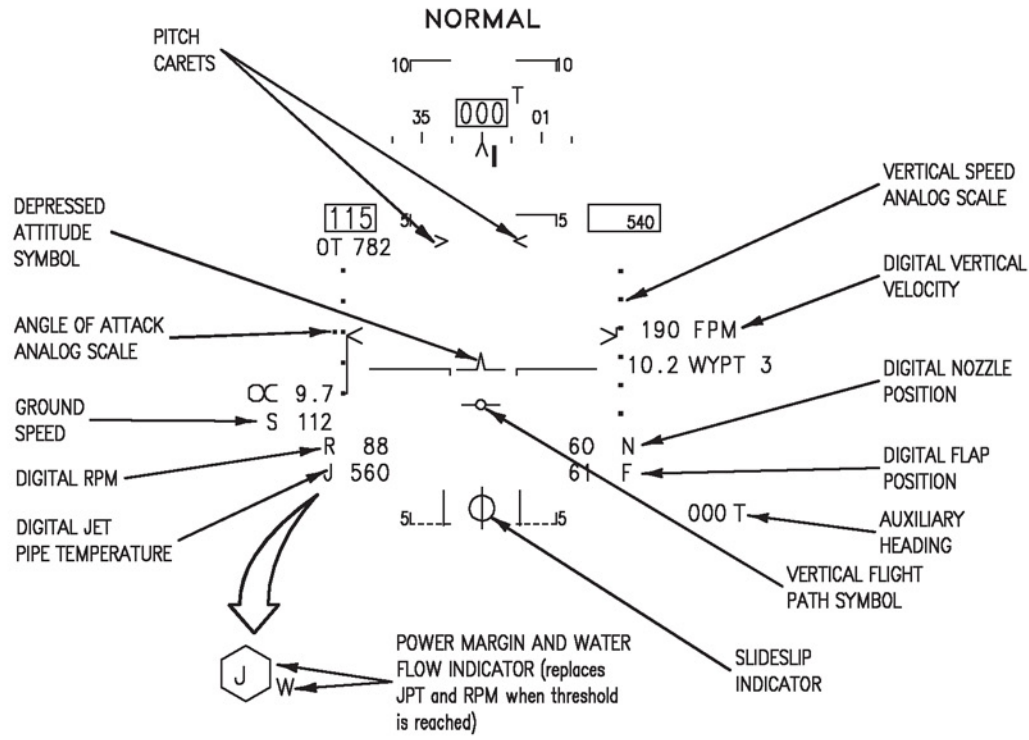 NORMAL
PITCH
CARETS
10 10
T
35 000 01
DEPRESSED
ATTITUDE
SYMBOL
115 5 5 540
OT 782
VERTICAL SPEED
ANALOG SCALE
DIGITAL VERTICAL
VELOCITY
ANGLE OF ATTACK
ANALOG SCALE
190 FPM
10.2 WYPT 3
DIGITAL NOZZLE
POSITION
GROUND
SPEED
α 9.7
S 112
R 88
J 560
60 N
61 F
DIGITAL RPM
DIGITAL FLAP
POSITION
DIGITAL JET
PIPE TEMPERATURE
5 5
000 T
AUXILIARY
HEADING
VERTICAL FLIGHT
PATH SYMBOL
J
W
POWER MARGIN AND WATER
FLOW INDICATOR (replaces
JPT and RPM when threshold
is reached)
SLIDESLIP
INDICATOR